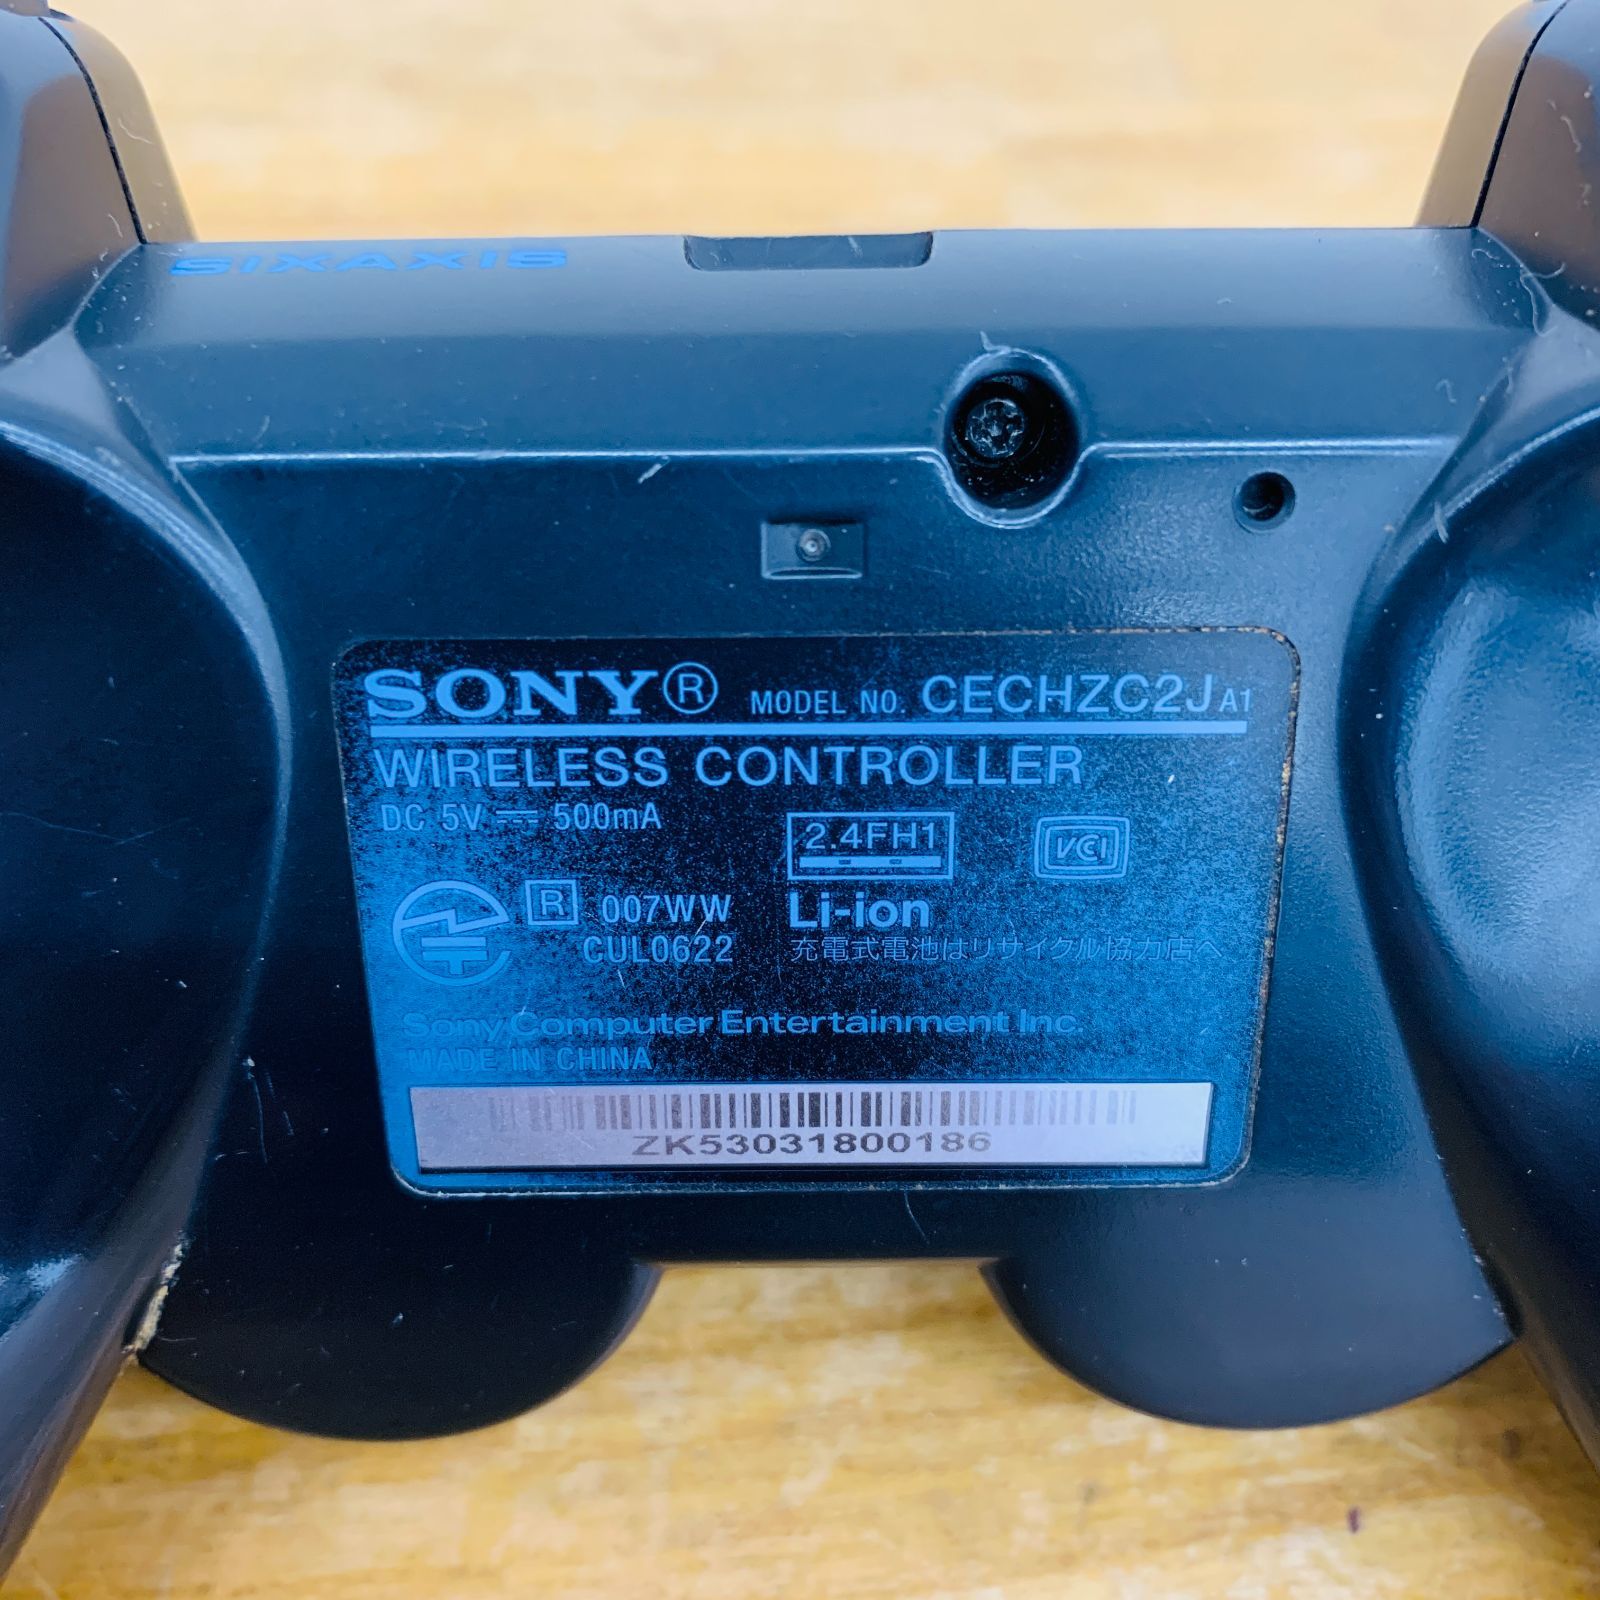 SIXAXIS
SONY® MODEL NO. CECHZC2J A1
WIRELESS CONTROLLER
DC 5V ⎓ 500mA
2.4FH1
VCI
R 007WW
CUL0622
Li-ion
充電式電池はリサイクル協力店へ
Sony Computer Entertainment Inc.
MADE IN CHINA
ZK53031800186